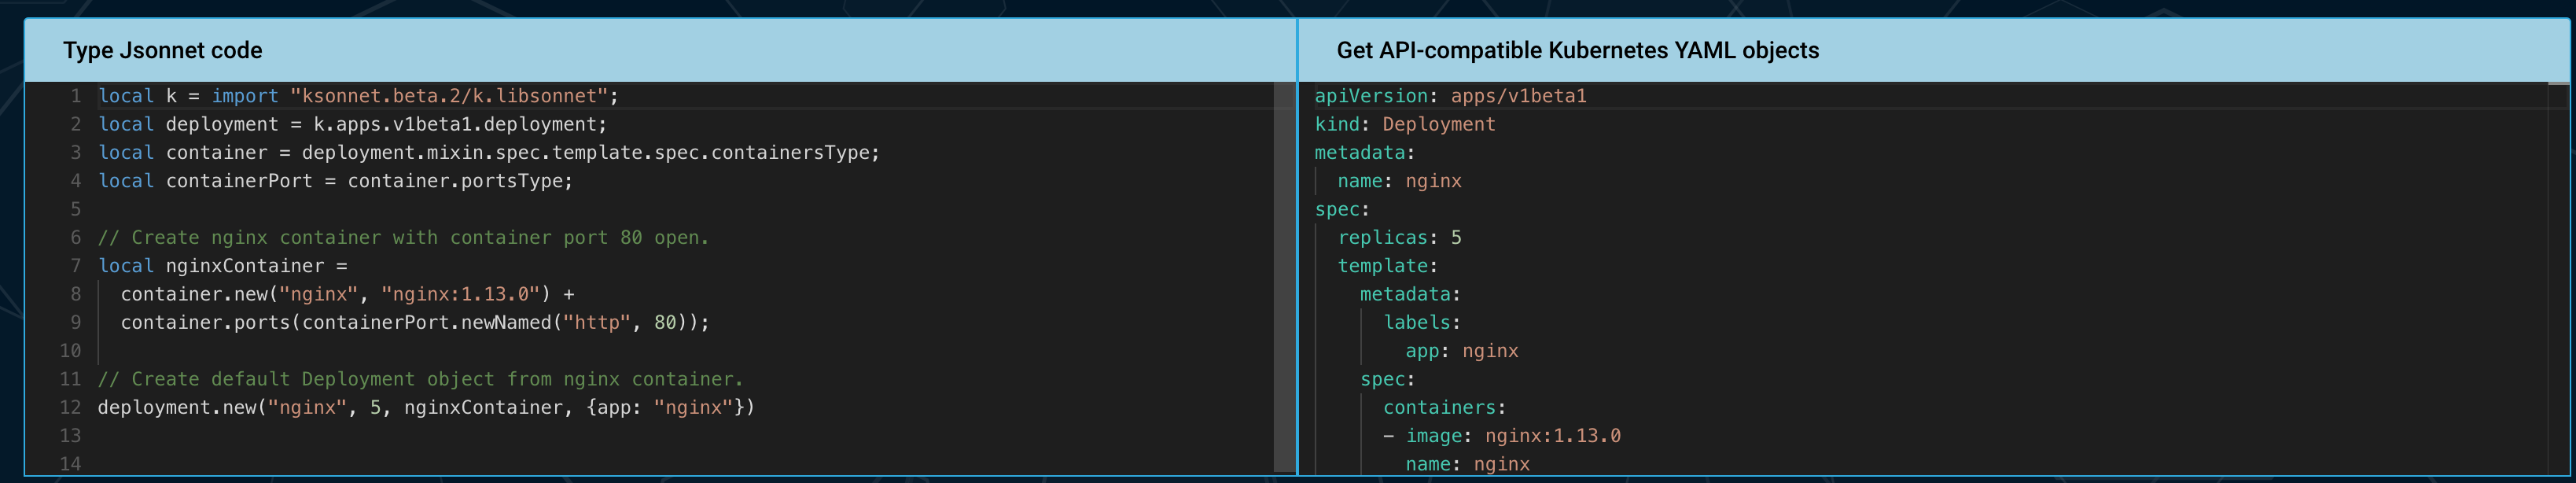 Type Jsonnet code
1 local k = import "ksonnet.beta.2/k.libsonnet";
2 local deployment = k.apps.v1beta1.deployment;
3 local container = deployment.mixin.spec.template.spec.containersType;
4 local containerPort = container.portsType;
5
6 // Create nginx container with container port 80 open.
7 local nginxContainer =
8   container.new("nginx", "nginx:1.13.0") +
9   container.ports(containerPort.newNamed("http", 80));
10
11 // Create default Deployment object from nginx container.
12 deployment.new("nginx", 5, nginxContainer, {app: "nginx"})
13
14
Get API-compatible Kubernetes YAML objects
apiVersion: apps/v1beta1
kind: Deployment
metadata:
  name: nginx
spec:
  replicas: 5
  template:
    metadata:
      labels:
        app: nginx
    spec:
      containers:
      - image: nginx:1.13.0
        name: nginx